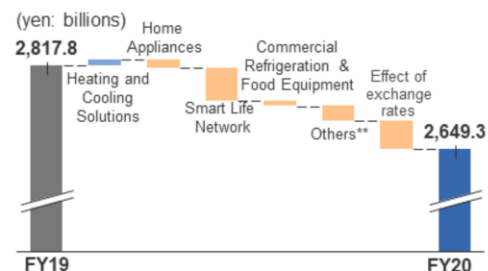 (yen: billions)
2,817.8
Heating and
Cooling
Solutions
Home
Appliances
Smart Life
Network
Commercial
Refrigeration &
Food Equipment
Others**
Effect of
exchange
rates
2,649.3
FY19
FY20